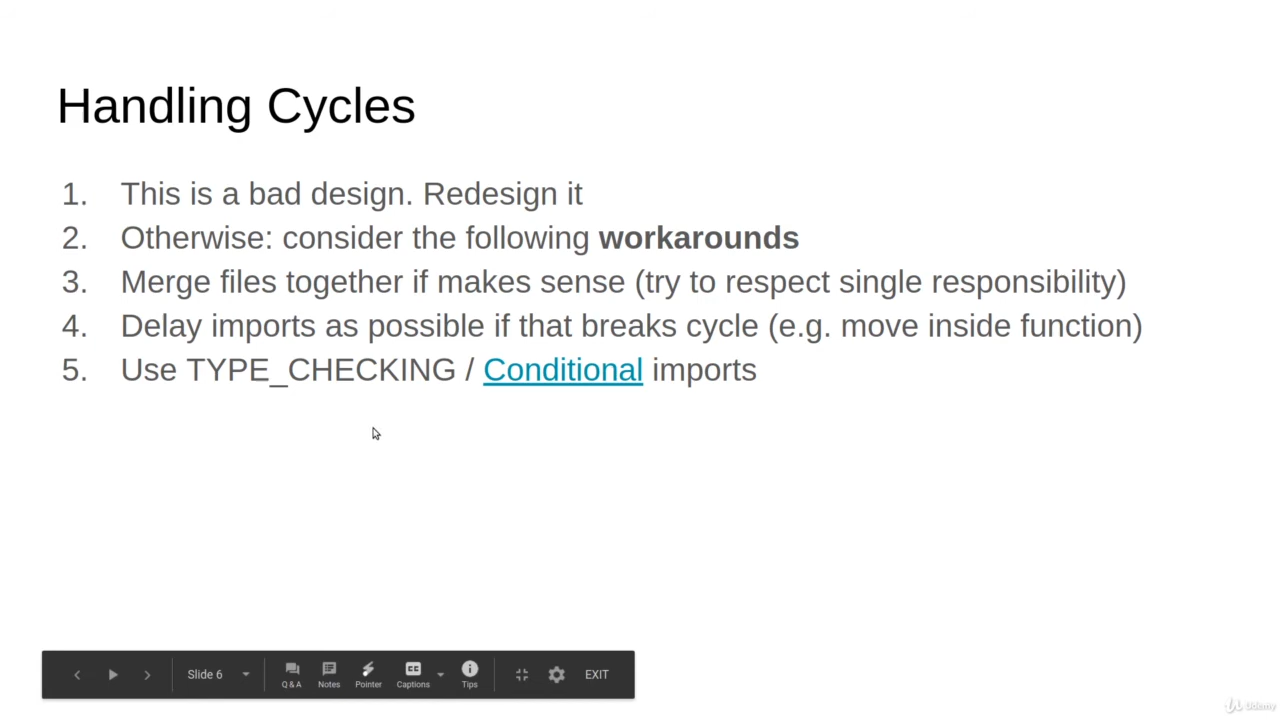 Handling Cycles
1. This is a bad design. Redesign it
2. Otherwise: consider the following workarounds
3. Merge files together if makes sense (try to respect single responsibility)
4. Delay imports as possible if that breaks cycle (e.g. move inside function)
5. Use TYPE_CHECKING / Conditional imports
Slide 6
Q & A
Notes
Pointer
CC
Captions
Tips
EXIT
Udemy